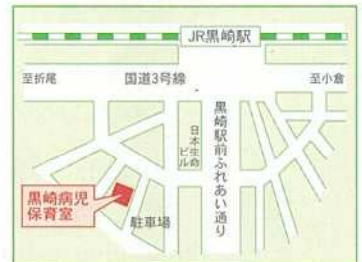 JR黒崎駅
至折尾
国道3号線
至小倉
黒崎駅前ふれあい通り
日本生命
ビル
黒崎病児
保育室
駐車場